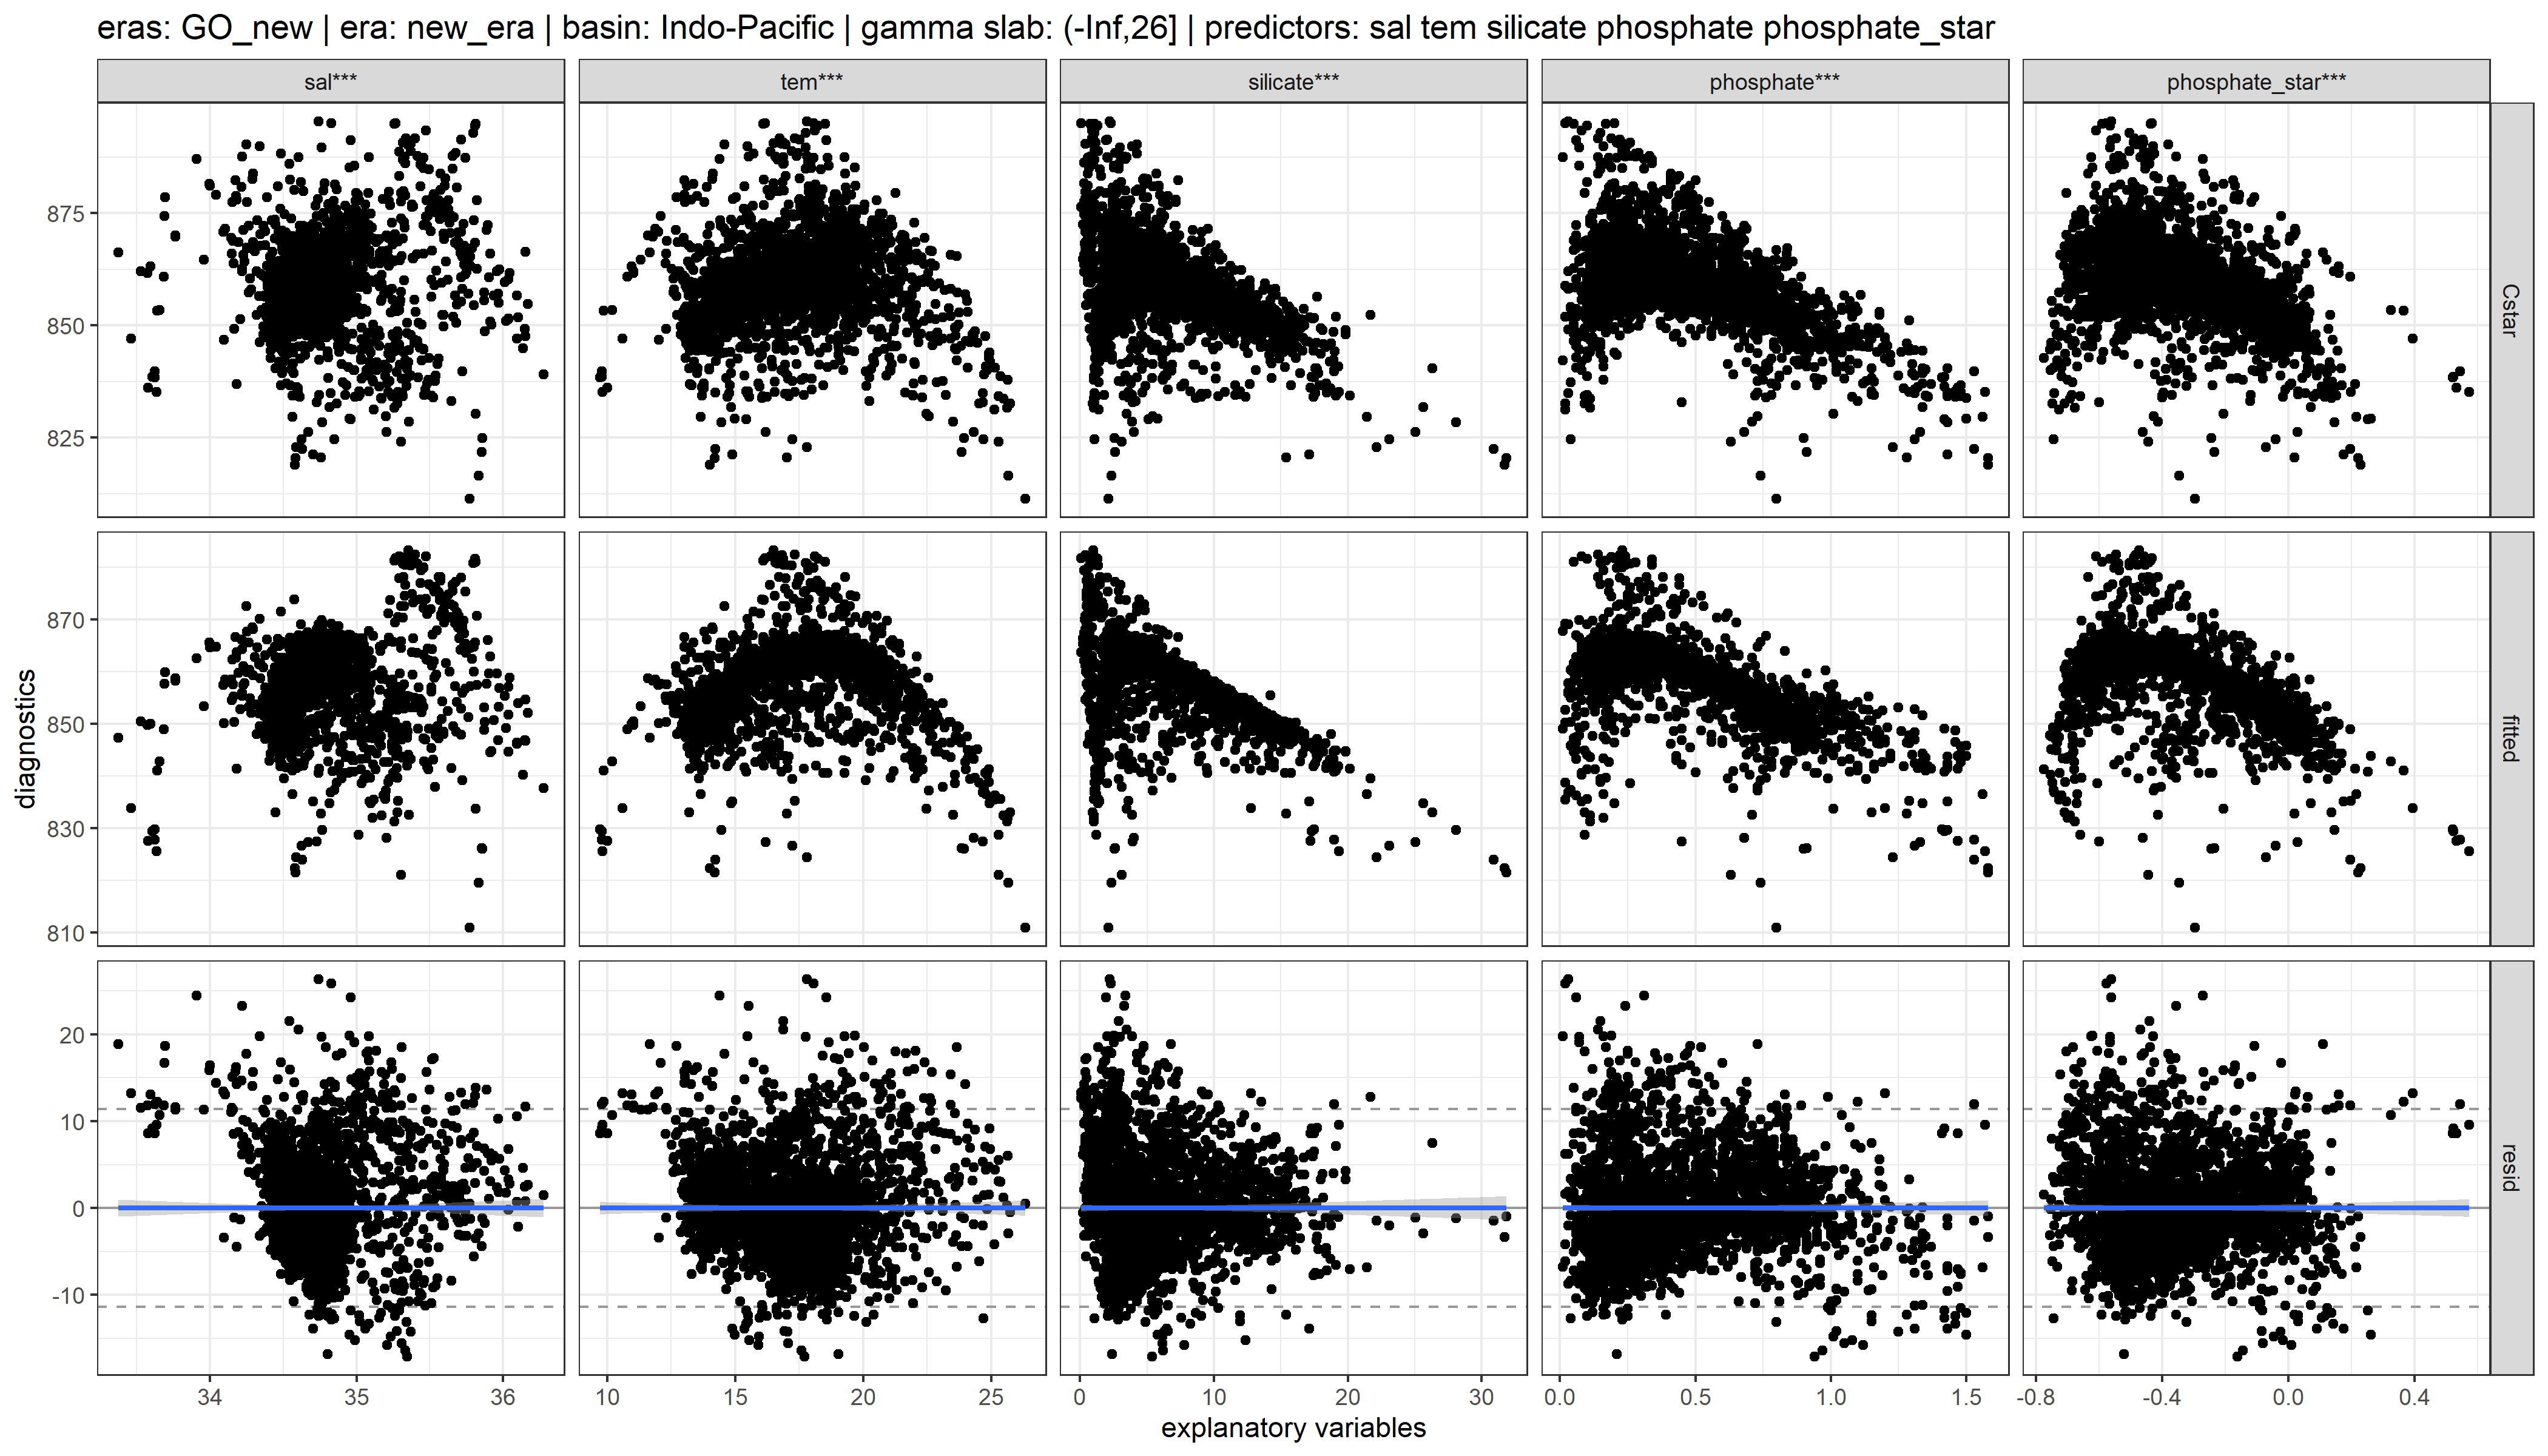 eras: GO_new | era: new_era | basin: Indo-Pacific | gamma slab: (-Inf,26] | predictors: sal tem silicate phosphate phosphate_star
sal*** tem*** silicate*** phosphate*** phosphate_star***
875
850
825
Cstar
870
850
830
810
fitted
diagnostics
20
10
0
-10
resid
34 35 36 10 15 20 25 0 10 20 30 0.0 0.5 1.0 1.5 -0.8 -0.4 0.0 0.4
explanatory variables